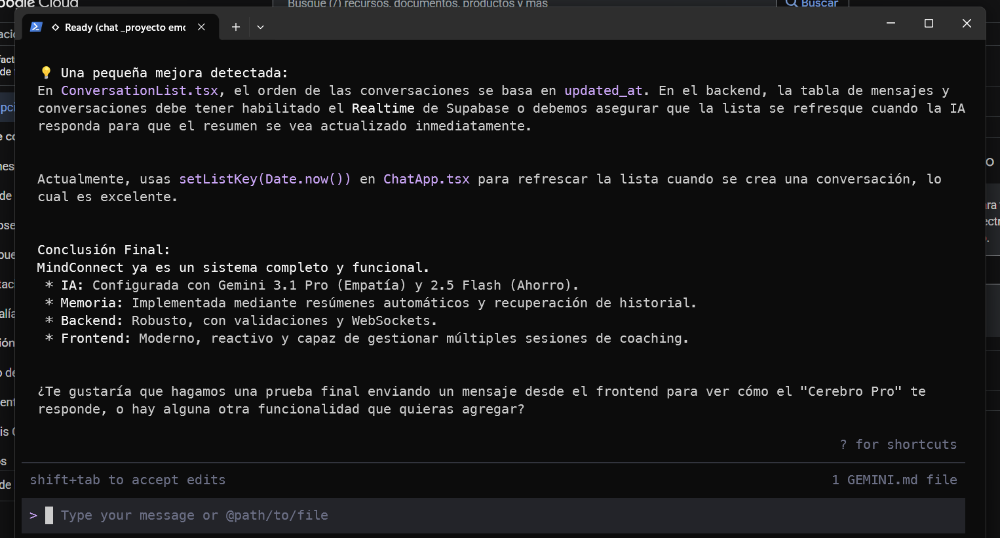 Google Cloud
Busque (/) recursos, documentos, productos y más
Buscar
Ready (chat _proyecto emo
💡 Una pequeña mejora detectada:
En ConversationList.tsx, el orden de las conversaciones se basa en updated_at. En el backend, la tabla de mensajes y
conversaciones debe tener habilitado el Realtime de Supabase o debemos asegurar que la lista se refresque cuando la IA
responda para que el resumen se vea actualizado inmediatamente.
Actualmente, usas setListKey(Date.now()) en ChatApp.tsx para refrescar la lista cuando se crea una conversación, lo
cual es excelente.
Conclusión Final:
MindConnect ya es un sistema completo y funcional.
* IA: Configurada con Gemini 3.1 Pro (Empatía) y 2.5 Flash (Ahorro).
* Memoria: Implementada mediante resúmenes automáticos y recuperación de historial.
* Backend: Robusto, con validaciones y WebSockets.
* Frontend: Moderno, reactivo y capaz de gestionar múltiples sesiones de coaching.
¿Te gustaría que hagamos una prueba final enviando un mensaje desde el frontend para ver cómo el "Cerebro Pro" te
responde, o hay alguna otra funcionalidad que quieras agregar?
? for shortcuts
shift+tab to accept edits
1 GEMINI.md file
> Type your message or @path/to/file